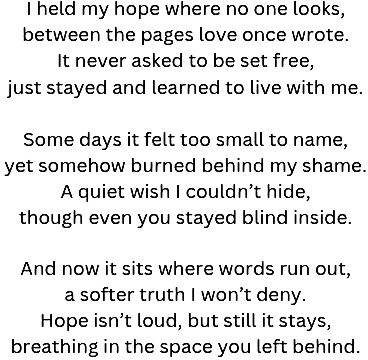 I held my hope where no one looks,
between the pages love once wrote.
It never asked to be set free,
just stayed and learned to live with me.
Some days it felt too small to name,
yet somehow burned behind my shame.
A quiet wish I couldn’t hide,
though even you stayed blind inside.
And now it sits where words run out,
a softer truth I won’t deny.
Hope isn’t loud, but still it stays,
breathing in the space you left behind.